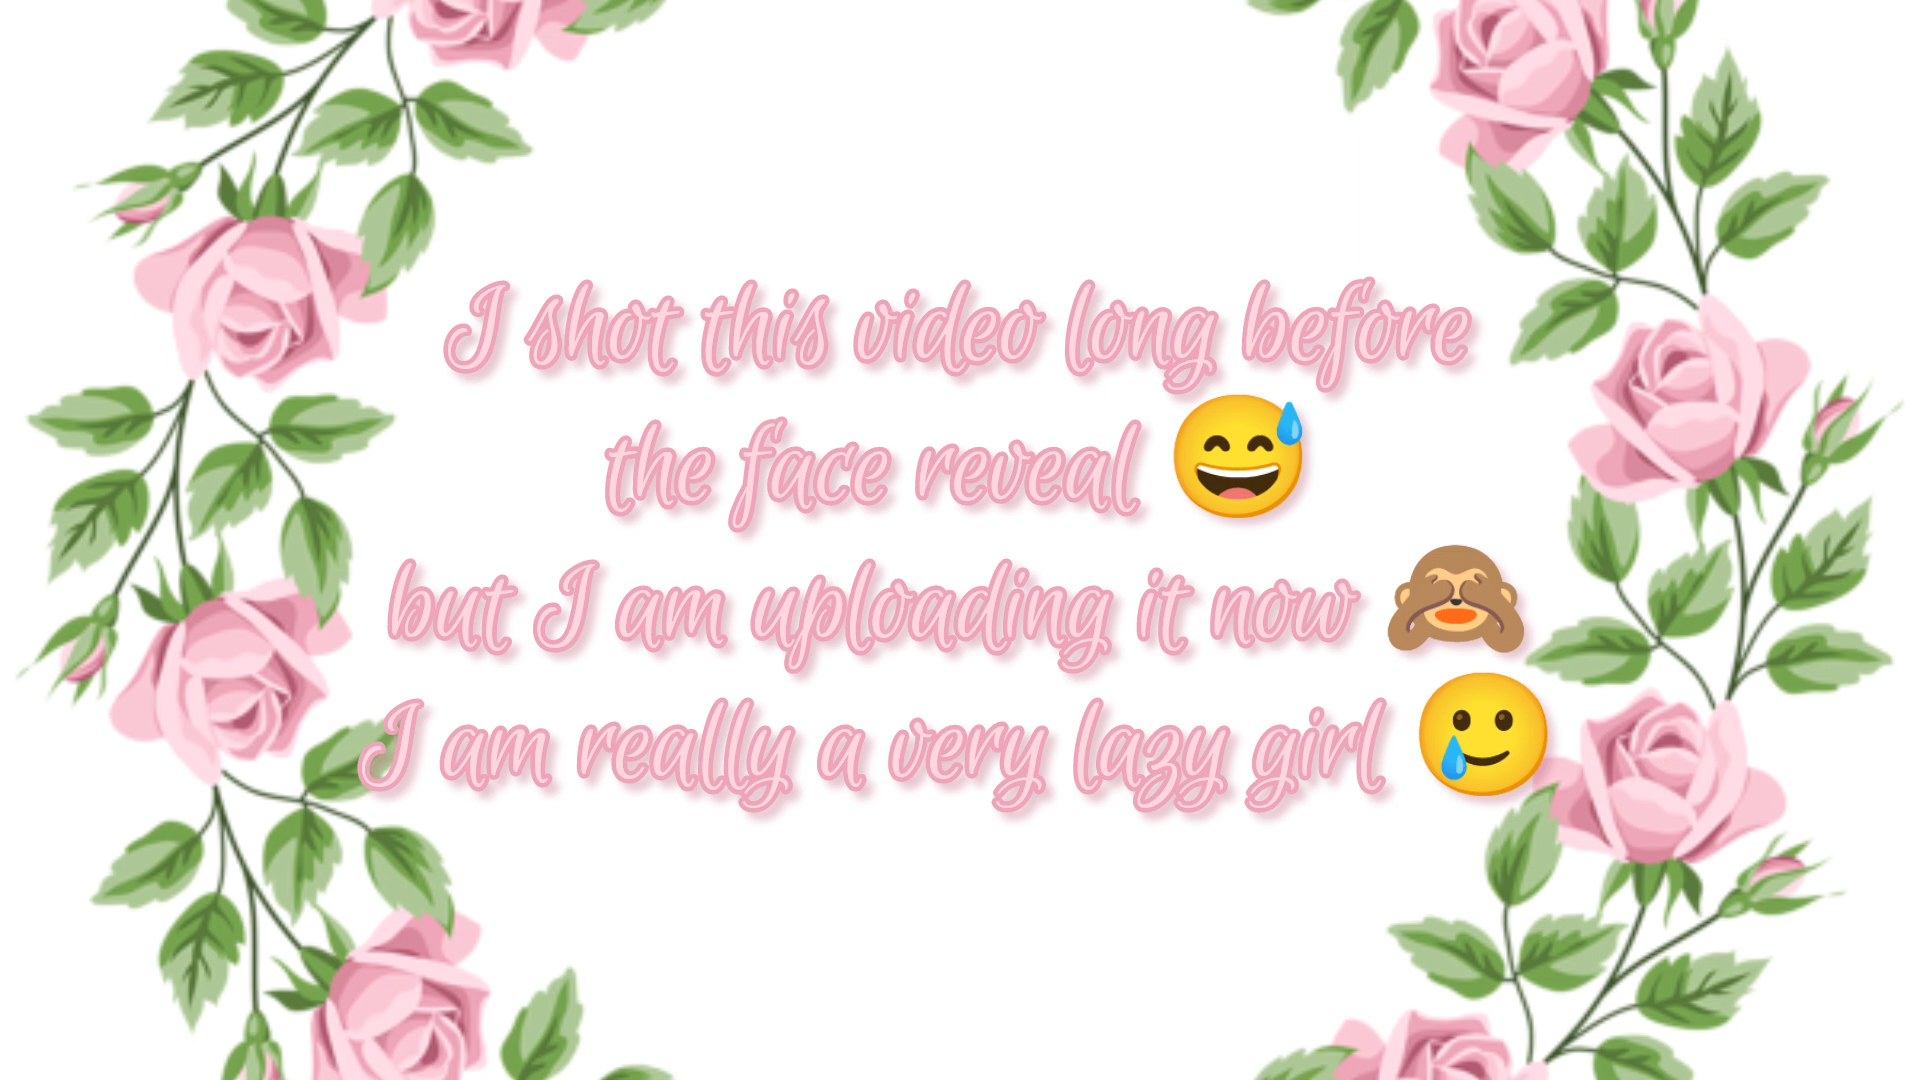 I shot this video long before
the face reveal 😅
but I am uploading it now 🙈
I am really a very lazy girl 🥲